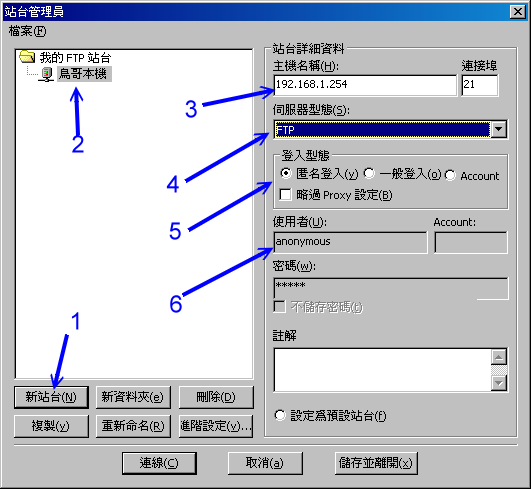 站台管理員
檔案(F)
我的 FTP 站台
鳥哥本機
2
1
新站台(N)
新資料夾(e)
刪除(D)
複製(y)
重新命名(R)
進階設定(v)...
站台詳細資料
主機名稱(H):
連接埠
3
192.168.1.254
21
伺服器型態(S):
4
FTP
登入型態
5
匿名登入(y)
一般登入(o)
Account
略過 Proxy 設定(B)
使用者(U):
Account:
6
anonymous
密碼(w):
*****
不儲存密碼(t)
註解
設定為預設站台(f)
連線(C)
取消(a)
儲存並離開(x)